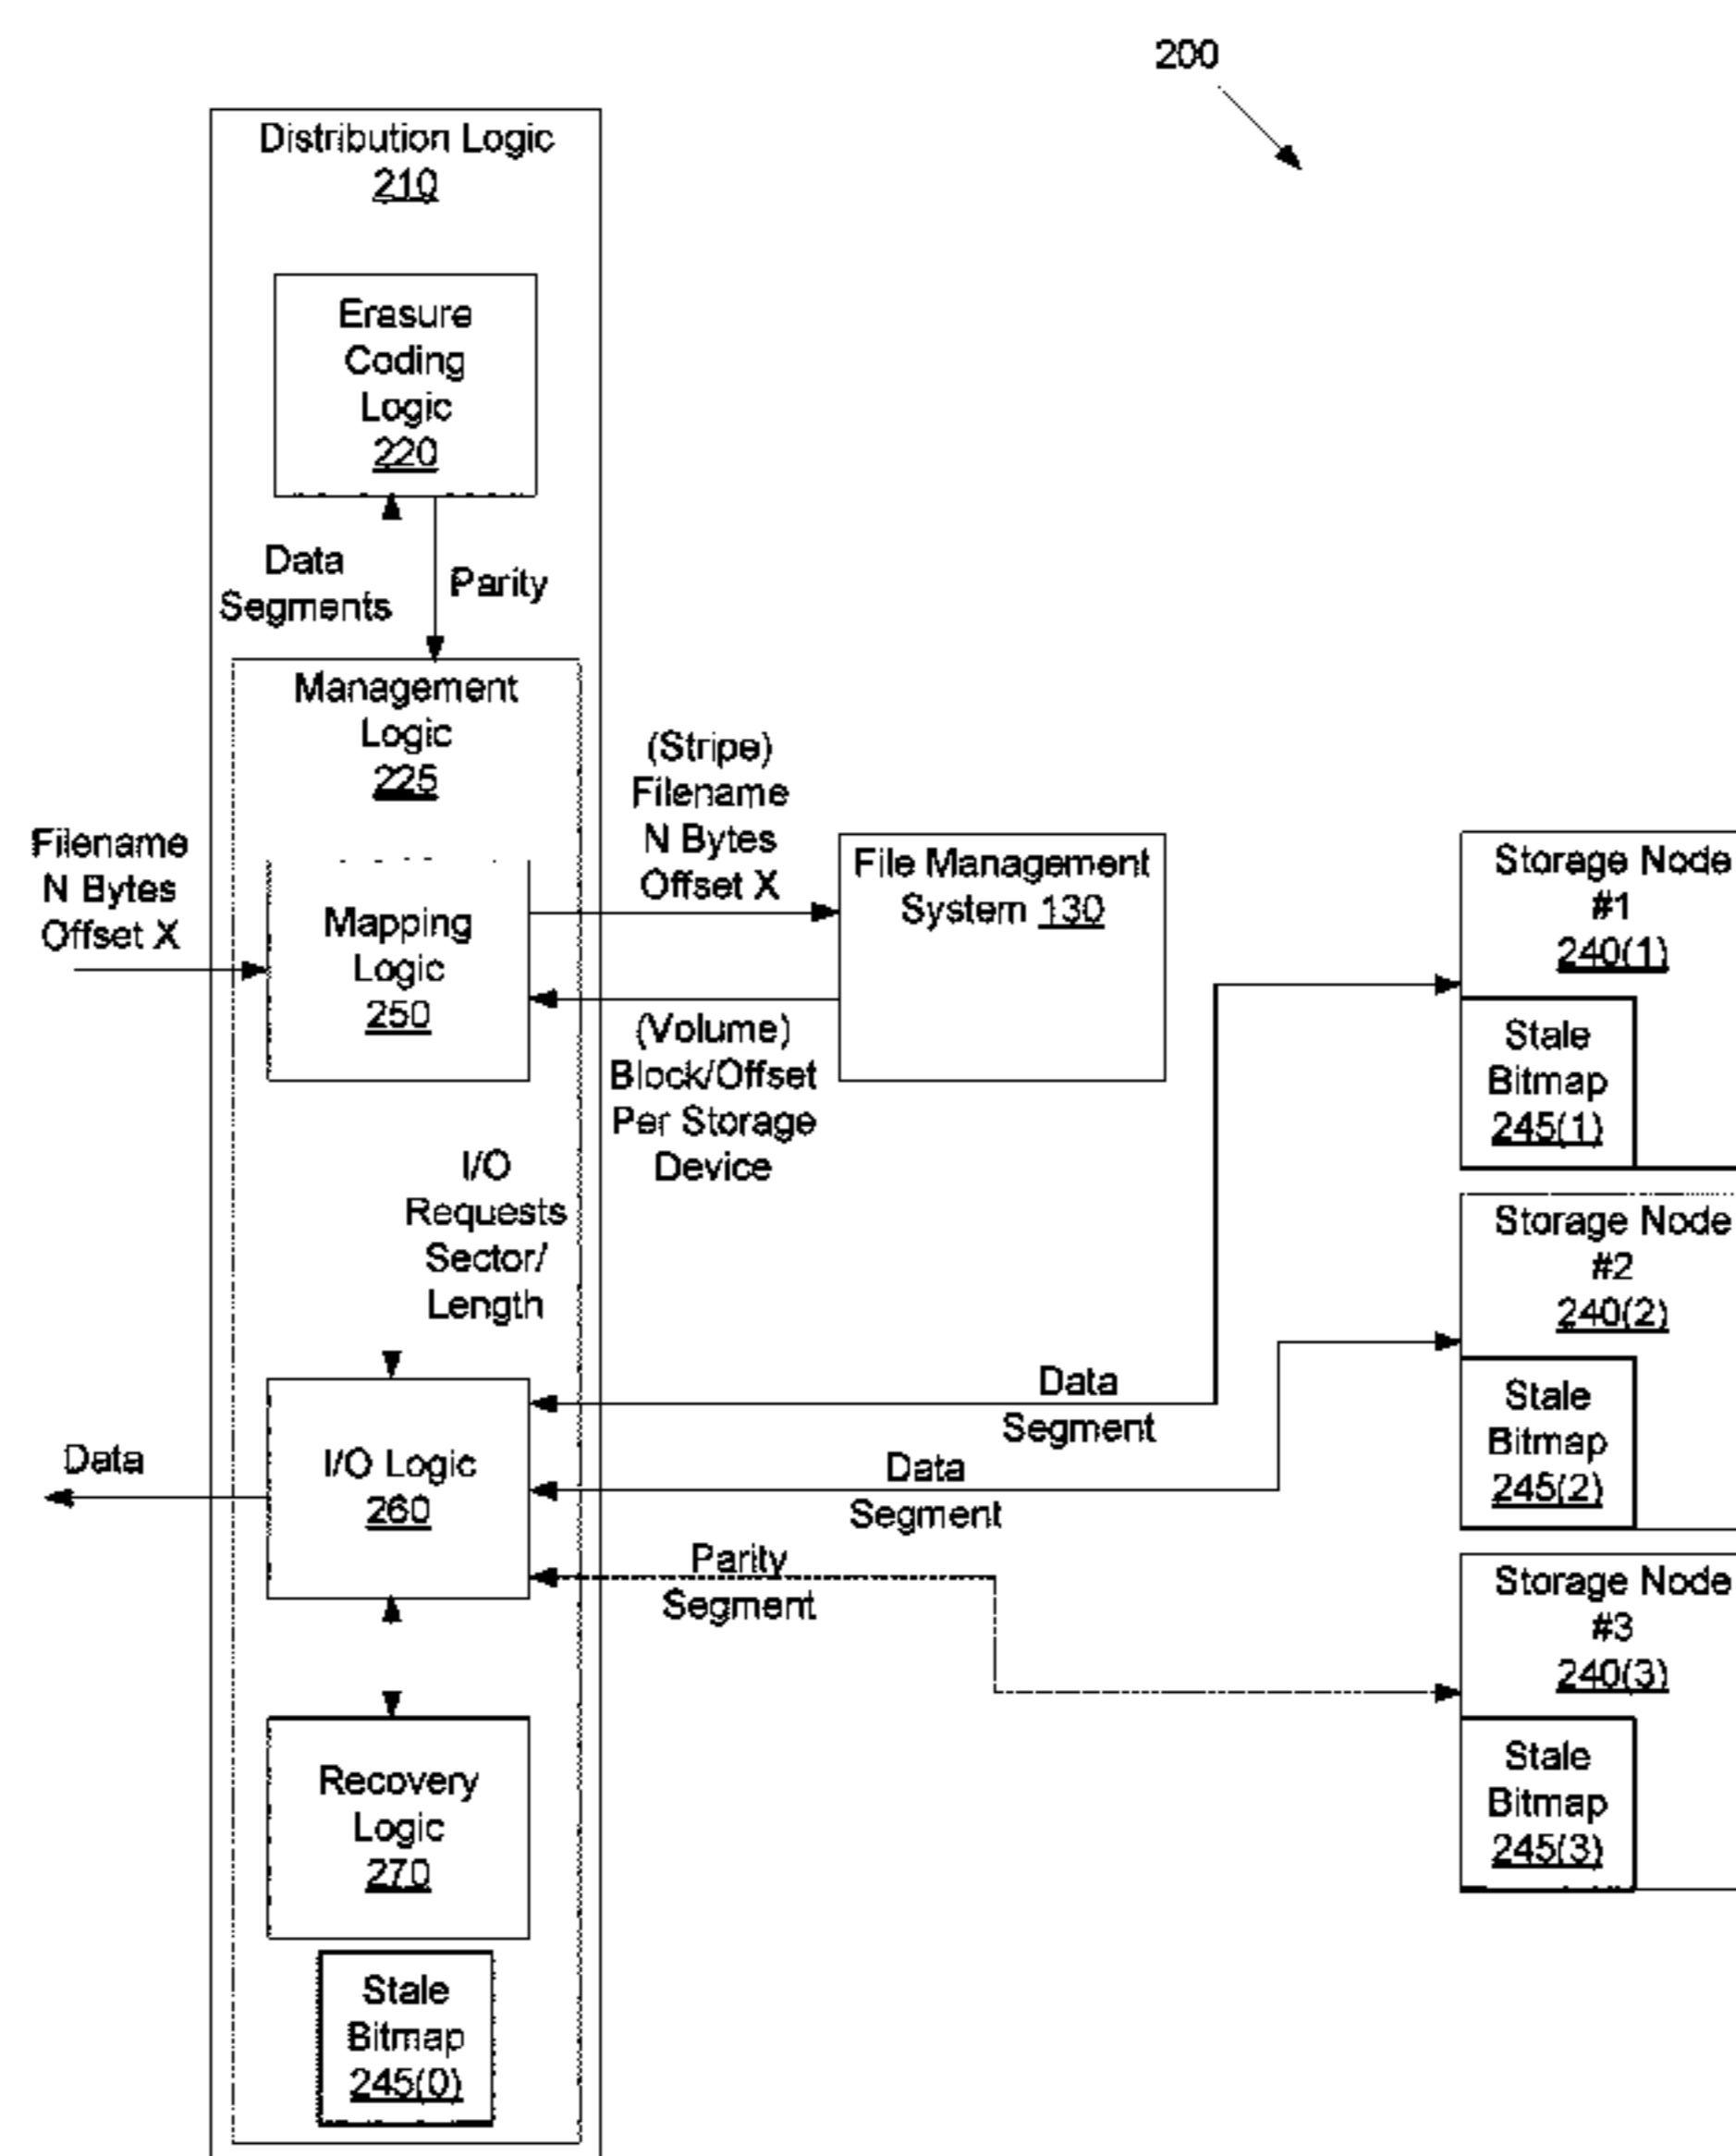 200
Distribution Logic
210
Erasure
Coding
Logic
220
Data
Segments
Parity
Management
Logic
225
Filename
N Bytes
Offset X
Mapping
Logic
250
(Stripe)
Filename
N Bytes
Offset X
File Management
System 130
(Volume)
Block/Offset
Per Storage
Device
I/O
Requests
Sector/
Length
Data
I/O Logic
260
Data
Segment
Data
Segment
Parity
Segment
Recovery
Logic
270
Stale
Bitmap
245(0)
Storage Node
#1
240(1)
Stale
Bitmap
245(1)
Storage Node
#2
240(2)
Stale
Bitmap
245(2)
Storage Node
#3
240(3)
Stale
Bitmap
245(3)